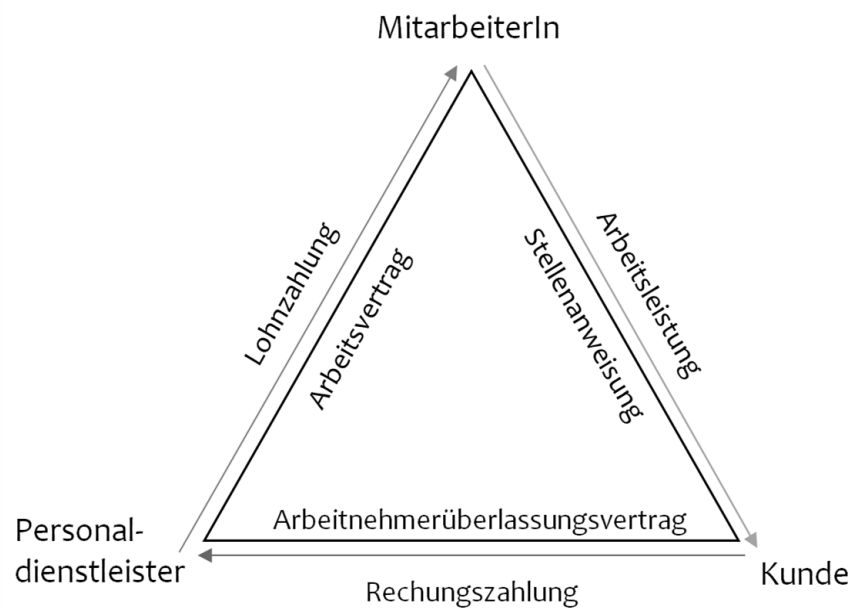 MitarbeiterIn
Lohnzahlung
Arbeitsvertrag
Stellenanweisung
Arbeitsleistung
Arbeitnehmerüberlassungsvertrag
Personal-
dienstleister
Kunde
Rechungszahlung